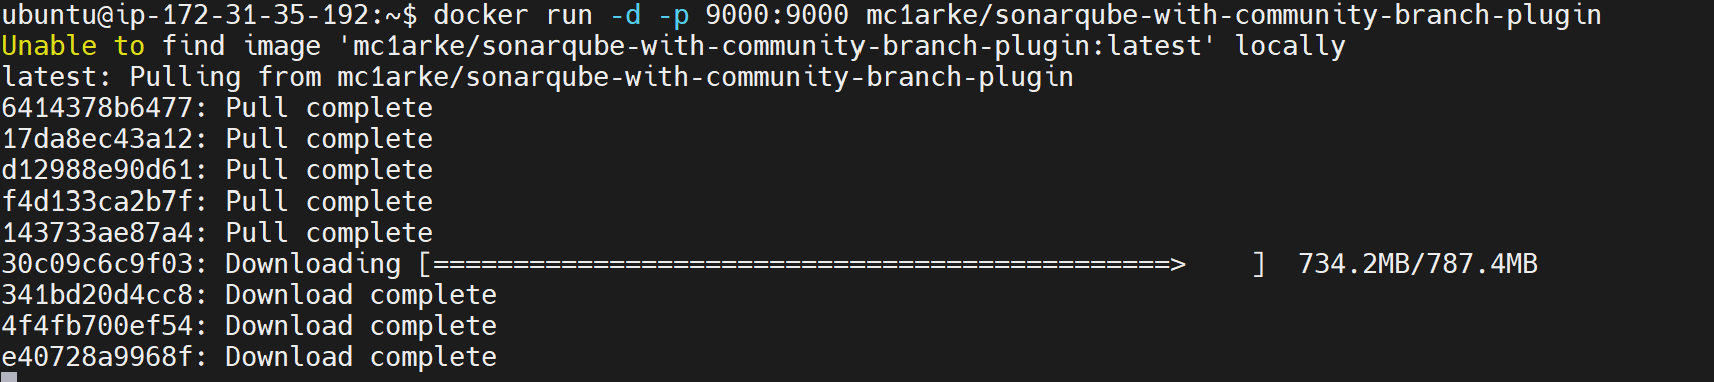 ubuntu@ip-172-31-35-192:~$ docker run -d -p 9000:9000 mc1arke/sonarqube-with-community-branch-plugin
Unable to find image 'mc1arke/sonarqube-with-community-branch-plugin:latest' locally
latest: Pulling from mc1arke/sonarqube-with-community-branch-plugin
6414378b6477: Pull complete
17da8ec43a12: Pull complete
d12988e90d61: Pull complete
f4d133ca2b7f: Pull complete
143733ae87a4: Pull complete
30c09c6c9f03: Downloading [==============================================>    ]  734.2MB/787.4MB
341bd20d4cc8: Download complete
4f4fb700ef54: Download complete
e40728a9968f: Download complete